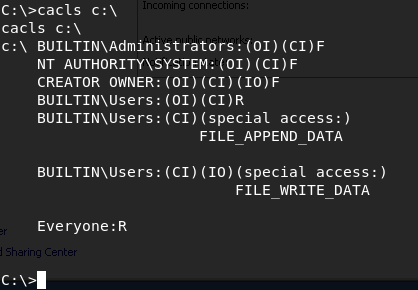 Incoming connections:
C:\>cacls c:\
cacls c:\
c:\ BUILTIN\Administrators:(OI)(CI)F
Active public networks:
NT AUTHORITY\SYSTEM:(OI)(CI)F
CREATOR OWNER:(OI)(CI)(IO)F
BUILTIN\Users:(OI)(CI)R
BUILTIN\Users:(CI)(special access:)
FILE_APPEND_DATA
BUILTIN\Users:(CI)(IO)(special access:)
FILE_WRITE_DATA
Everyone:R
d Sharing Center
C:\>